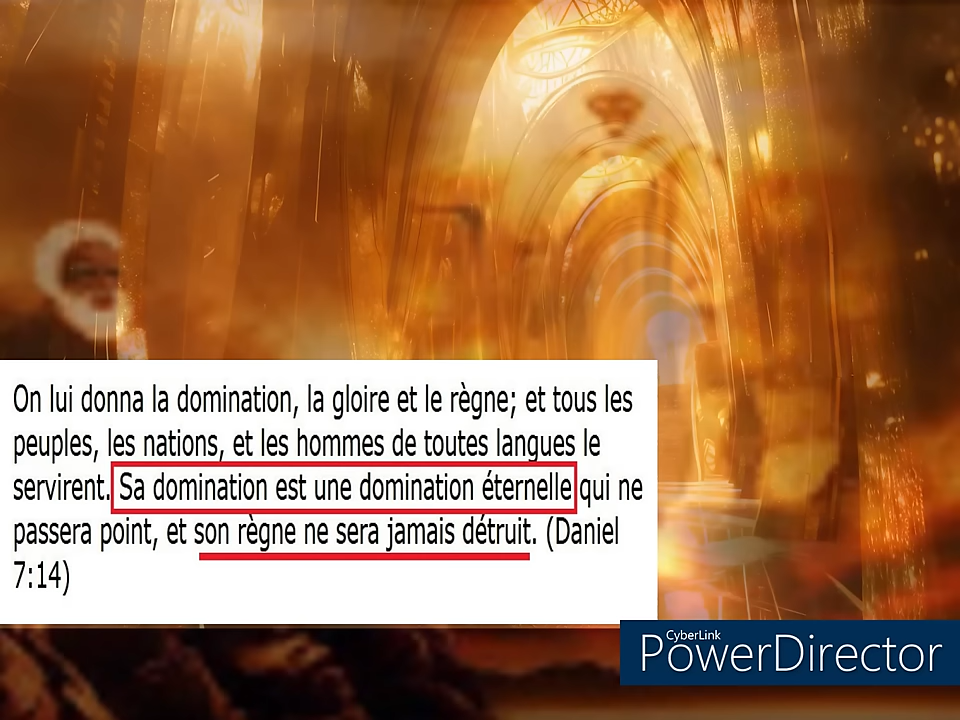 On lui donna la domination, la gloire et le règne; et tous les
peuples, les nations, et les hommes de toutes langues le
servirent. Sa domination est une domination éternelle qui ne
passera point, et son règne ne sera jamais détruit. (Daniel
7:14)
CyberLink
PowerDirector